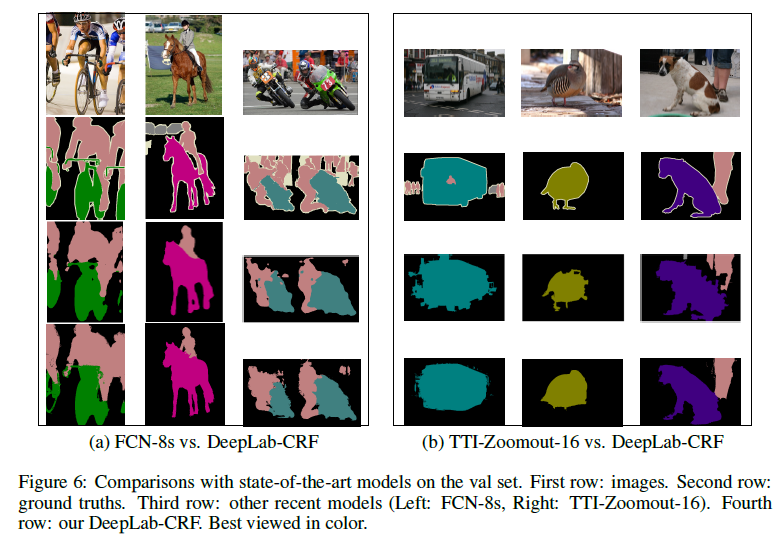 (a) FCN-8s vs. DeepLab-CRF
(b) TTI-Zoomout-16 vs. DeepLab-CRF
Figure 6: Comparisons with state-of-the-art models on the val set. First row: images. Second row:
ground truths. Third row: other recent models (Left: FCN-8s, Right: TTI-Zoomout-16). Fourth
row: our DeepLab-CRF. Best viewed in color.